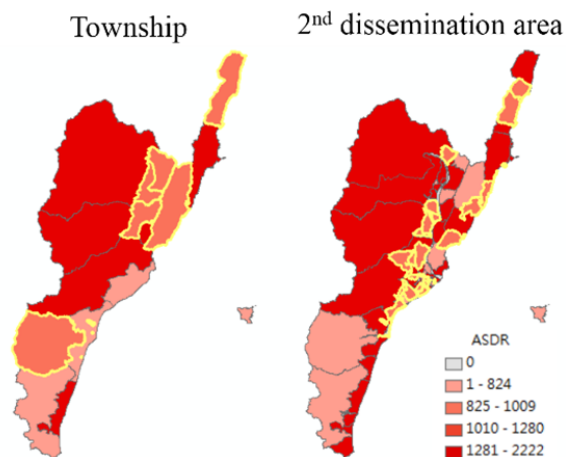 Township
2nd dissemination area
ASDR
0
1 - 824
825 - 1009
1010 - 1280
1281 - 2222